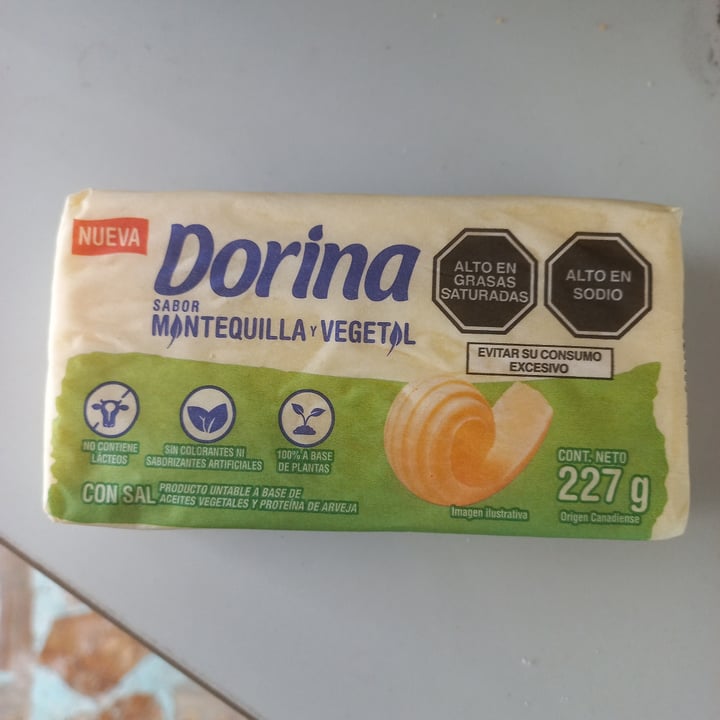 NUEVA
Dorina
SABOR
MANTEQUILLA Y VEGETAL
ALTO EN
GRASAS
SATURADAS
ALTO EN
SODIO
EVITAR SU CONSUMO
EXCESIVO
NO CONTIENE
LÁCTEOS
SIN COLORANTES NI
SABORIZANTES ARTIFICIALES
100% A BASE
DE PLANTAS
CON SAL
PRODUCTO UNTABLE A BASE DE
ACEITES VEGETALES Y PROTEÍNA DE ARVEJA
Imagen ilustrativa
CONT. NETO
227 g
Origen Canadiense